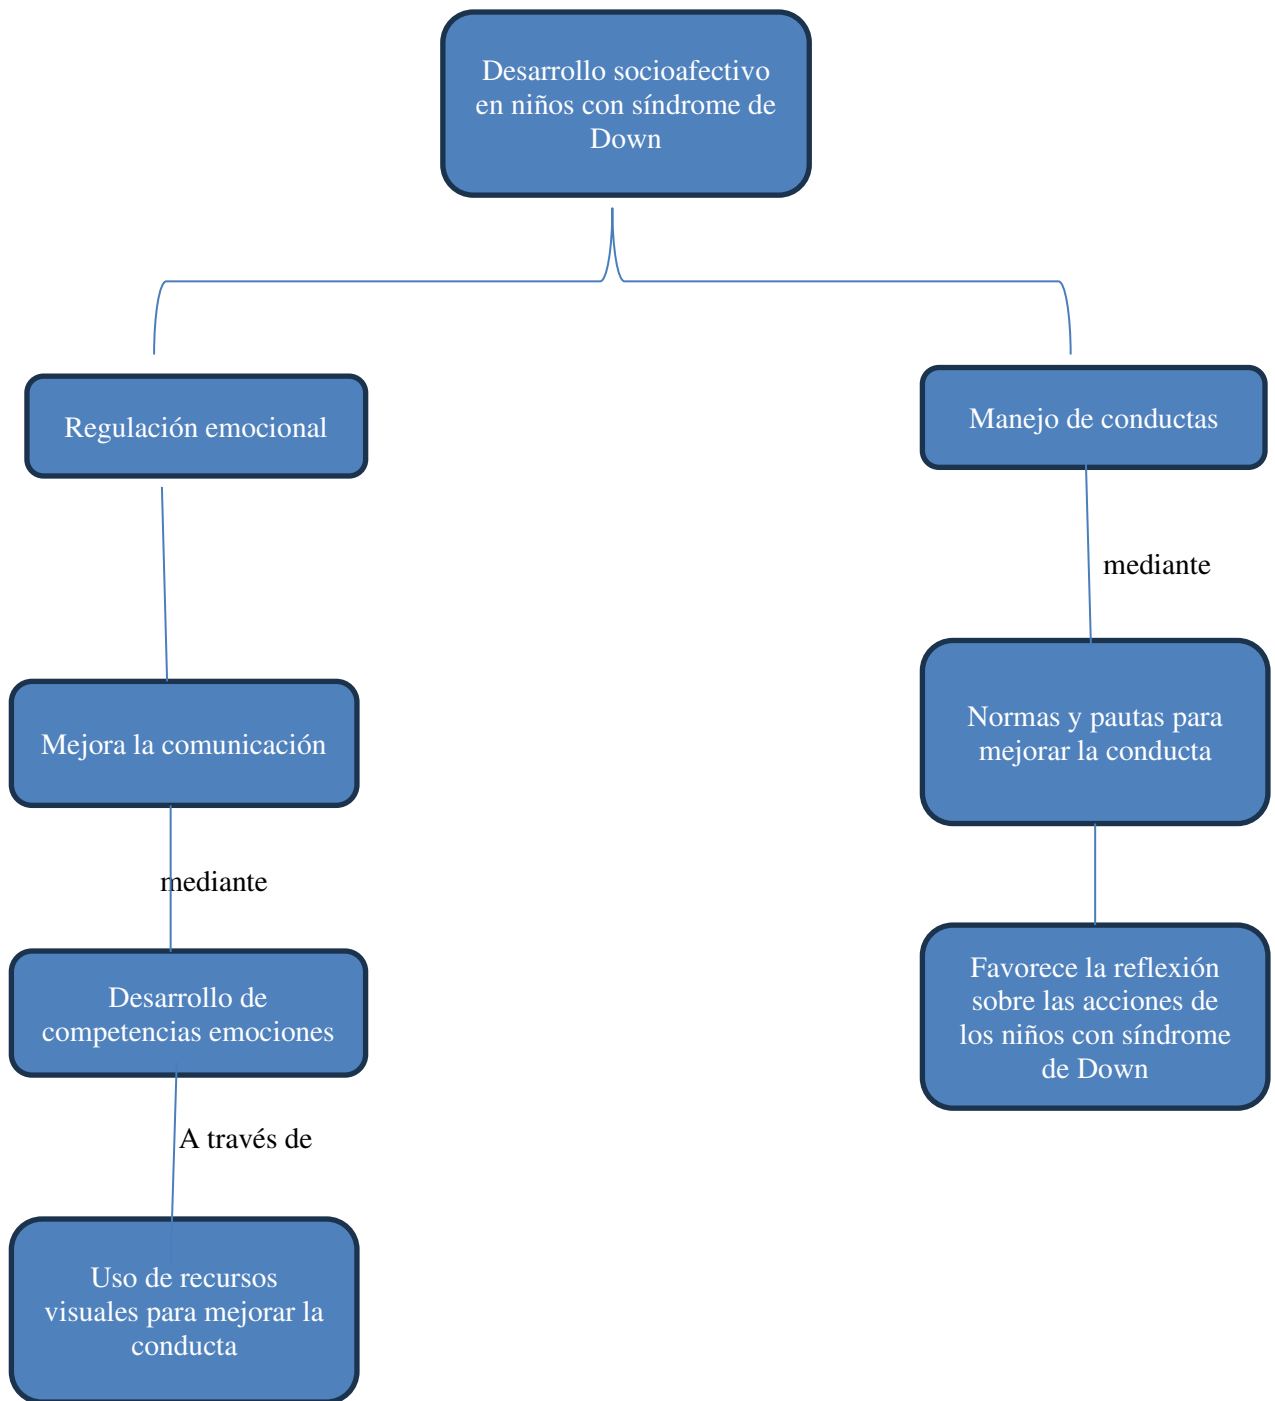 Desarrollo socioafectivo
en niños con síndrome de
Down
Regulación emocional
Manejo de conductas
mediante
Normas y pautas para
mejorar la conducta
Mejora la comunicación
mediante
Favorece la reflexión
sobre las acciones de
los niños con síndrome
de Down
Desarrollo de
competencias emociones
A través de
Uso de recursos
visuales para mejorar la
conducta